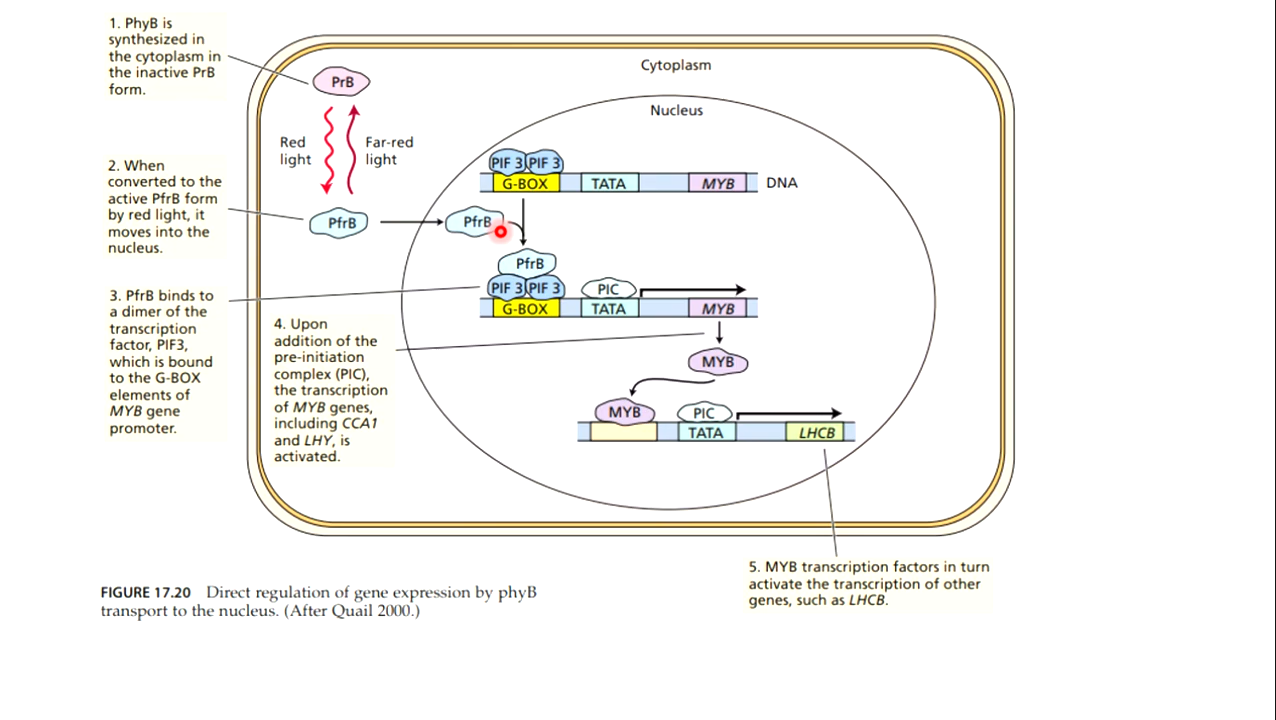 1. PhyB is
synthesized in
the cytoplasm in
the inactive PrB
form.
Cytoplasm
PrB
Nucleus
Red
light
Far-red
light
2. When
converted to the
active PfrB form
by red light, it
moves into the
nucleus.
PIF 3 PIF 3
G-BOX TATA MYB DNA
PfrB
PfrB
PfrB
3. PfrB binds to
a dimer of the
transcription
factor, PIF3,
which is bound
to the G-BOX
elements of
MYB gene
promoter.
PIF 3 PIF 3 PIC
G-BOX TATA MYB
4. Upon
addition of the
pre-initiation
complex (PIC),
the transcription
of MYB genes,
including CCA1
and LHY, is
activated.
MYB
MYB PIC
TATA LHCB
5. MYB transcription factors in turn
activate the transcription of other
genes, such as LHCB.
FIGURE 17.20 Direct regulation of gene expression by phyB
transport to the nucleus. (After Quail 2000.)